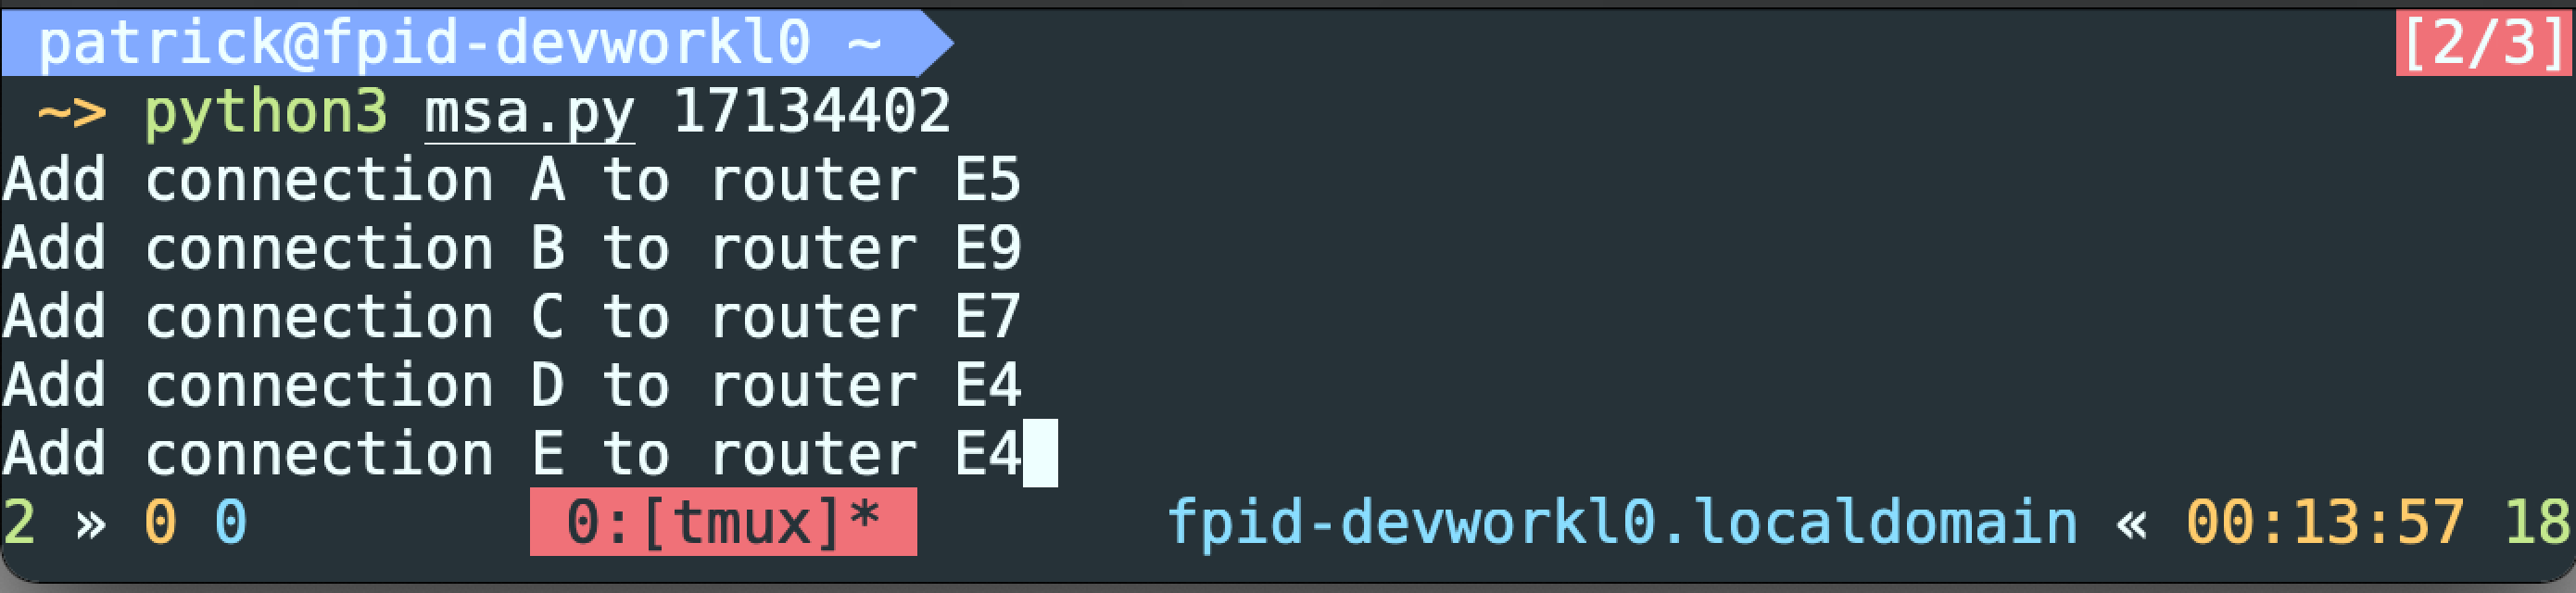 patrick@fpid-devworkl0 ~ [2/3]
~> python3 msa.py 17134402
Add connection A to router E5
Add connection B to router E9
Add connection C to router E7
Add connection D to router E4
Add connection E to router E4
2 » 0 0 0:[tmux]* fpid-devworkl0.localdomain « 00:13:57 18